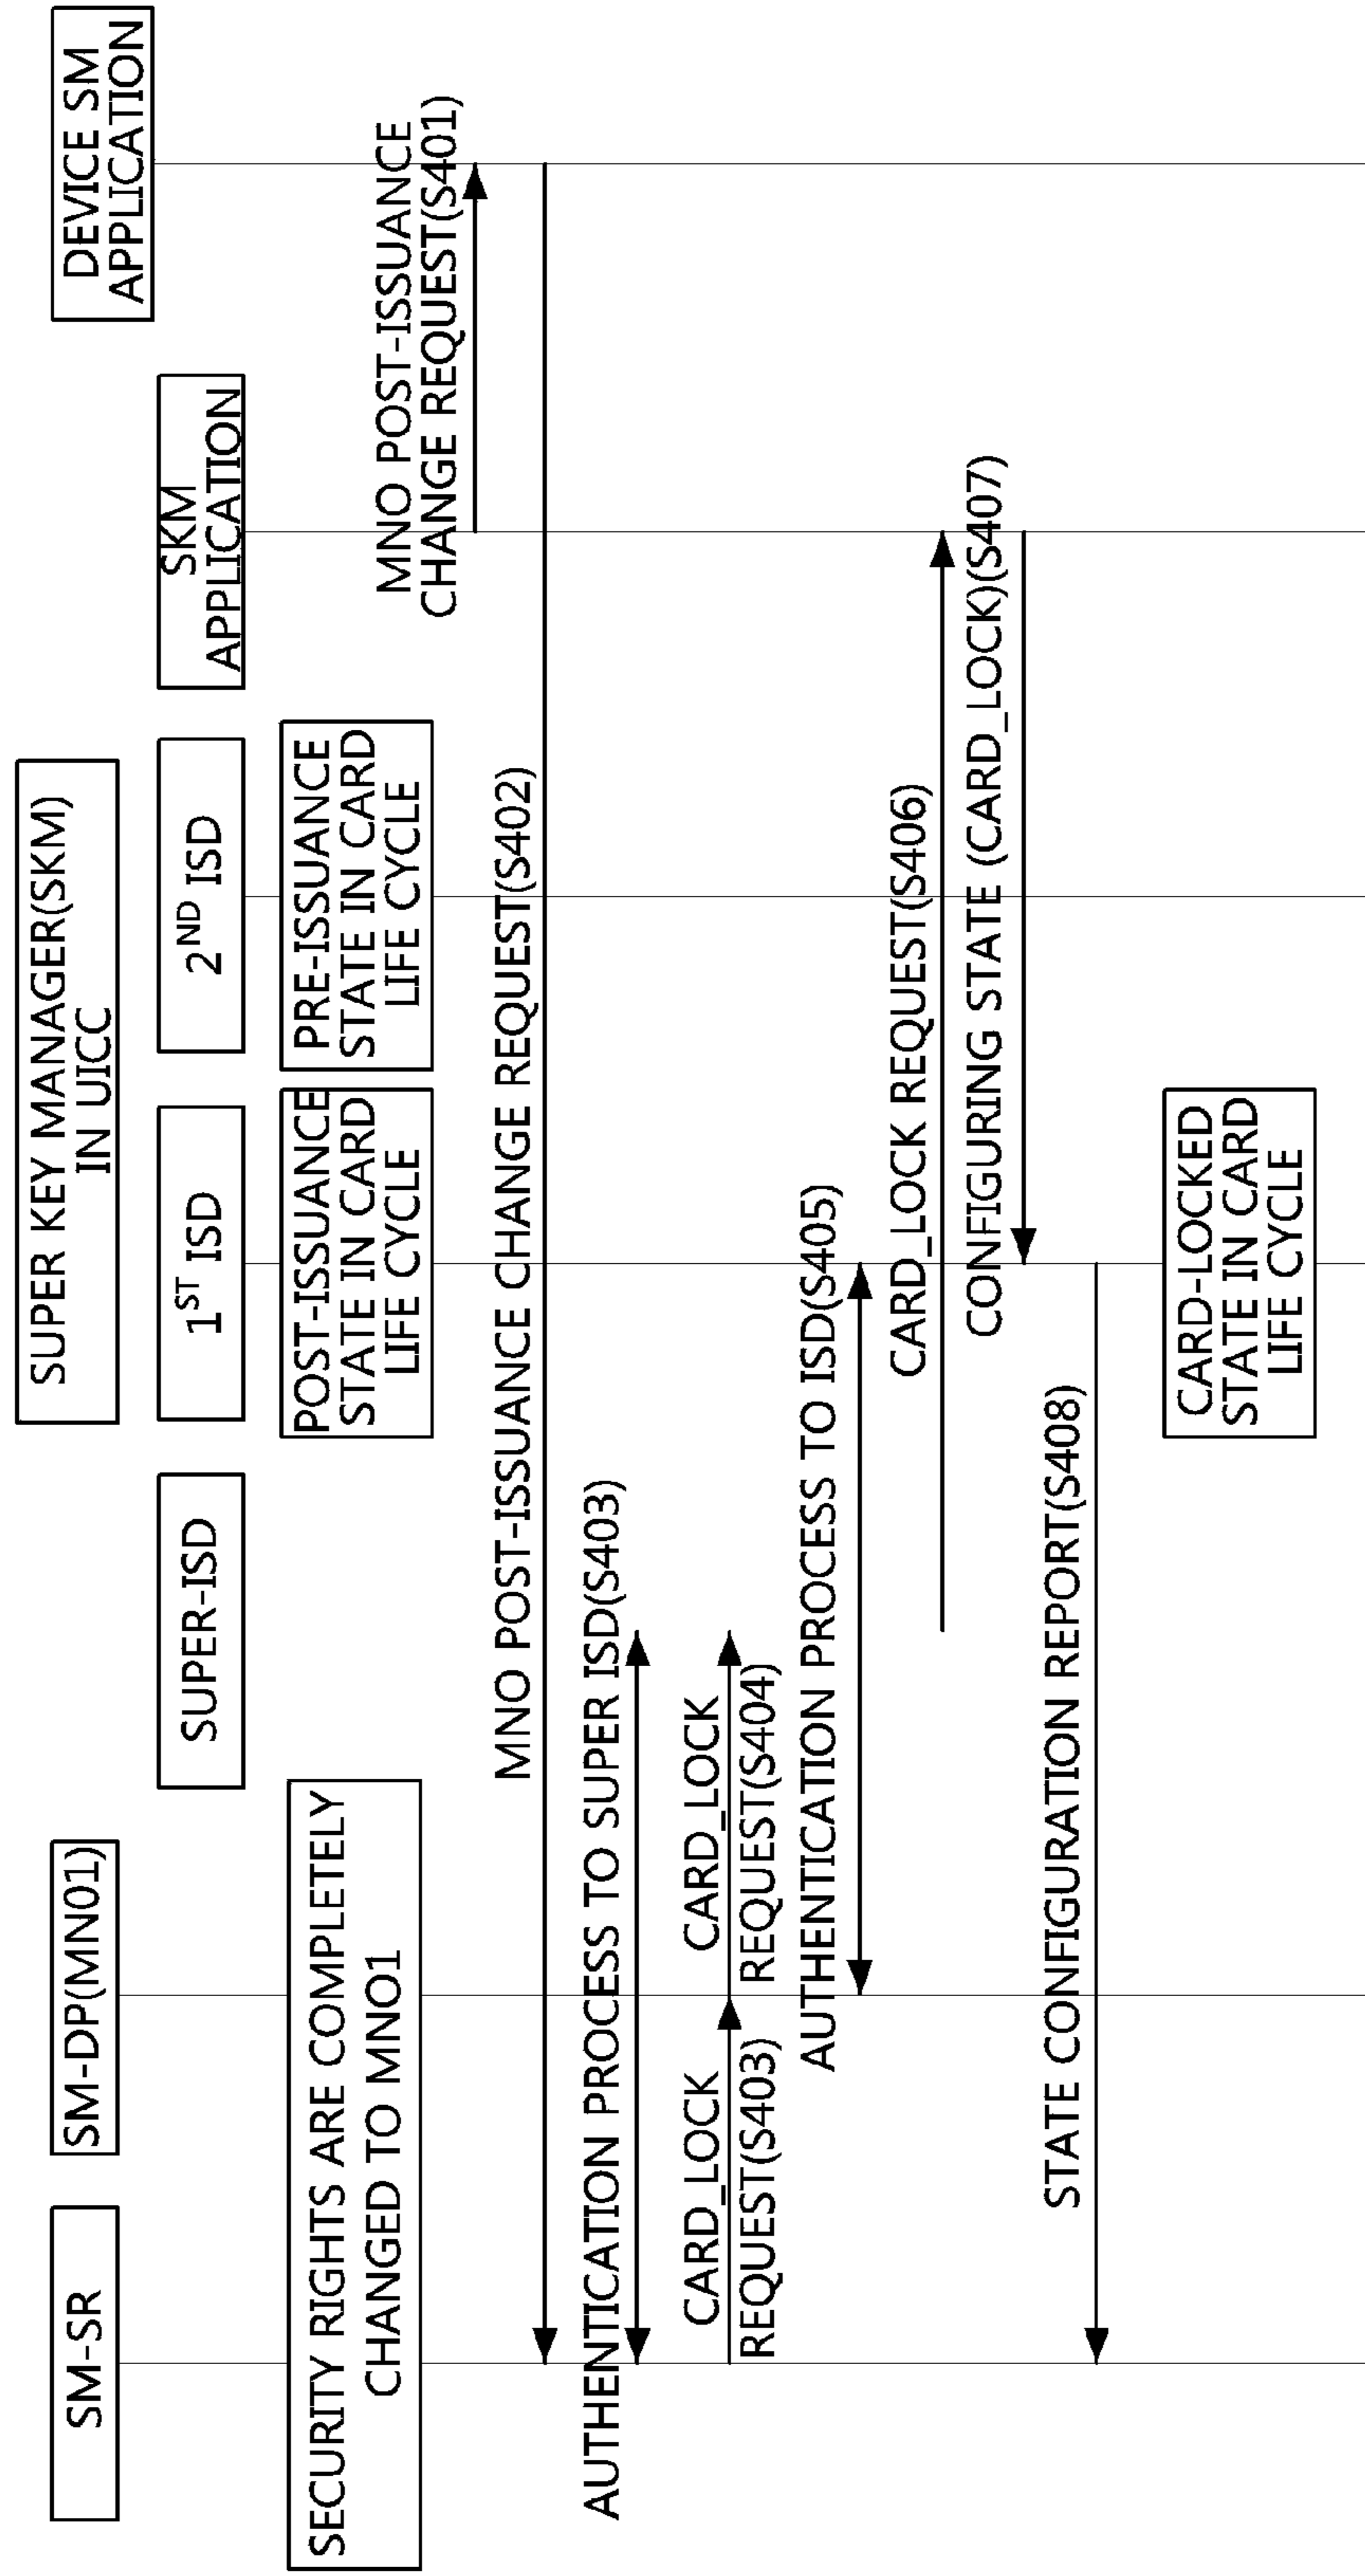 SUPER KEY MANAGER(SKM)
IN UICC
SM-SR
SM-DP(MN01)
DEVICE SM
APPLICATION
SUPER-ISD
1ST ISD
2ND ISD
SKM
APPLICATION
SECURITY RIGHTS ARE COMPLETELY
CHANGED TO MNO1
POST-ISSUANCE
STATE IN CARD
LIFE CYCLE
PRE-ISSUANCE
STATE IN CARD
LIFE CYCLE
MNO POST-ISSUANCE
CHANGE REQUEST(S401)
MNO POST-ISSUANCE CHANGE REQUEST(S402)
AUTHENTICATION PROCESS TO SUPER ISD(S403)
CARD_LOCK
REQUEST(S403)
CARD_LOCK
REQUEST(S404)
AUTHENTICATION PROCESS TO ISD(S405)
CARD_LOCK REQUEST(S406)
CONFIGURING STATE (CARD_LOCK)(S407)
STATE CONFIGURATION REPORT(S408)
CARD-LOCKED
STATE IN CARD
LIFE CYCLE